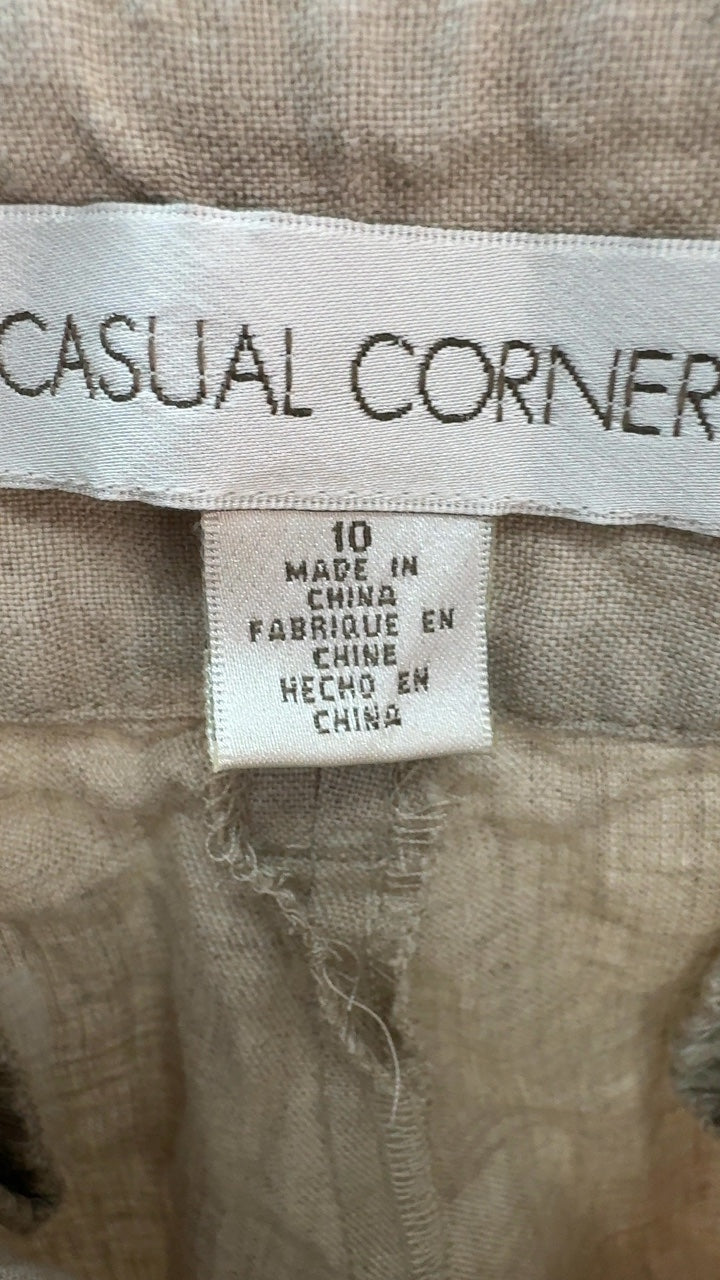 CASUAL CORNER
10
MADE IN
CHINA
FABRIQUE EN
CHINE
HECHO EN
CHINA